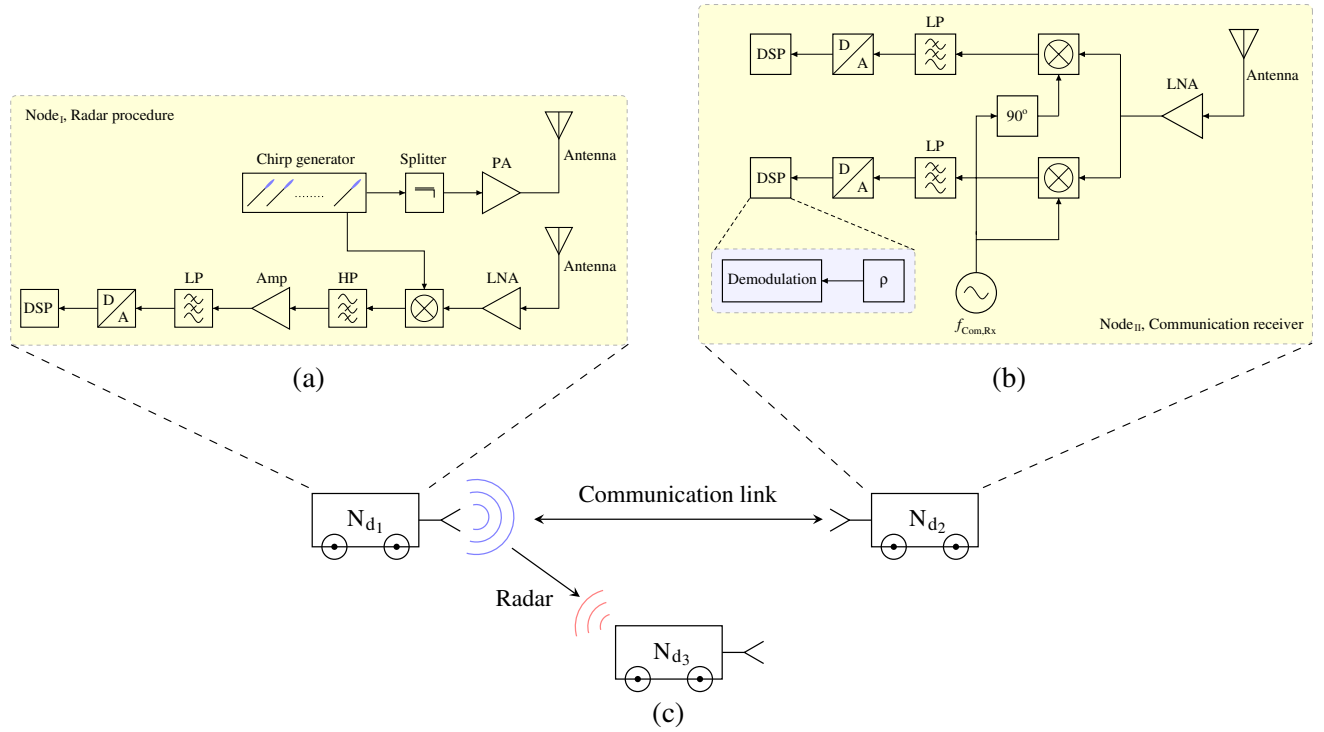 Node_I, Radar procedure
Chirp generator
Splitter
PA
Antenna
........
LP
Amp
HP
LNA
Antenna
DSP
D
A
(a)
LP
DSP
D
A
Antenna
LNA
90º
LP
DSP
D
A
Demodulation
ρ
f_Com,Rx
Node_II, Communication receiver
(b)
Communication link
N_d1
N_d2
Radar
N_d3
(c)